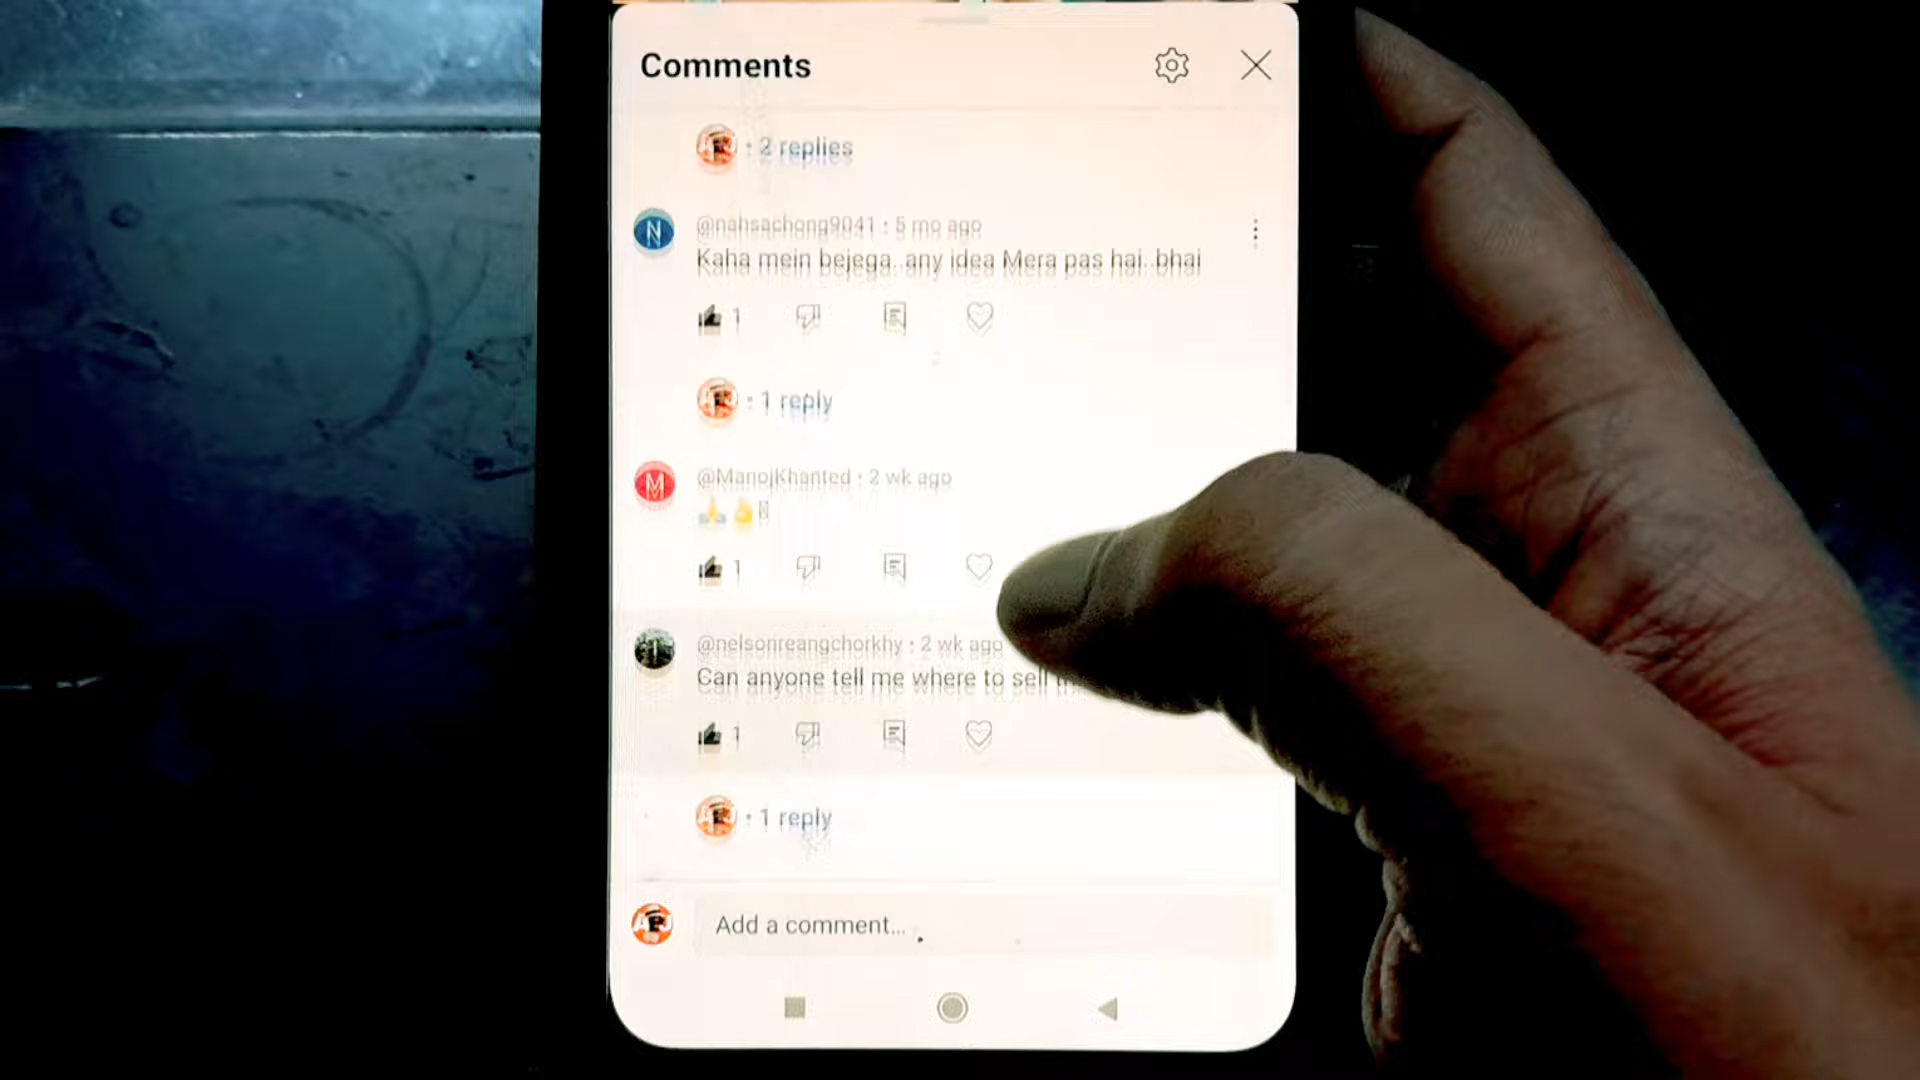 Comments
• 2 replies
@nahsachong9041 • 5 mo ago
Kaha mein bejega..any idea Mera pas hai..bhai
1
• 1 reply
@ManojKhanted • 2 wk ago
🙏👌
1
@nelsonreangchorkhy • 2 wk ago
Can anyone tell me where to sell
1
• 1 reply
Add a comment...